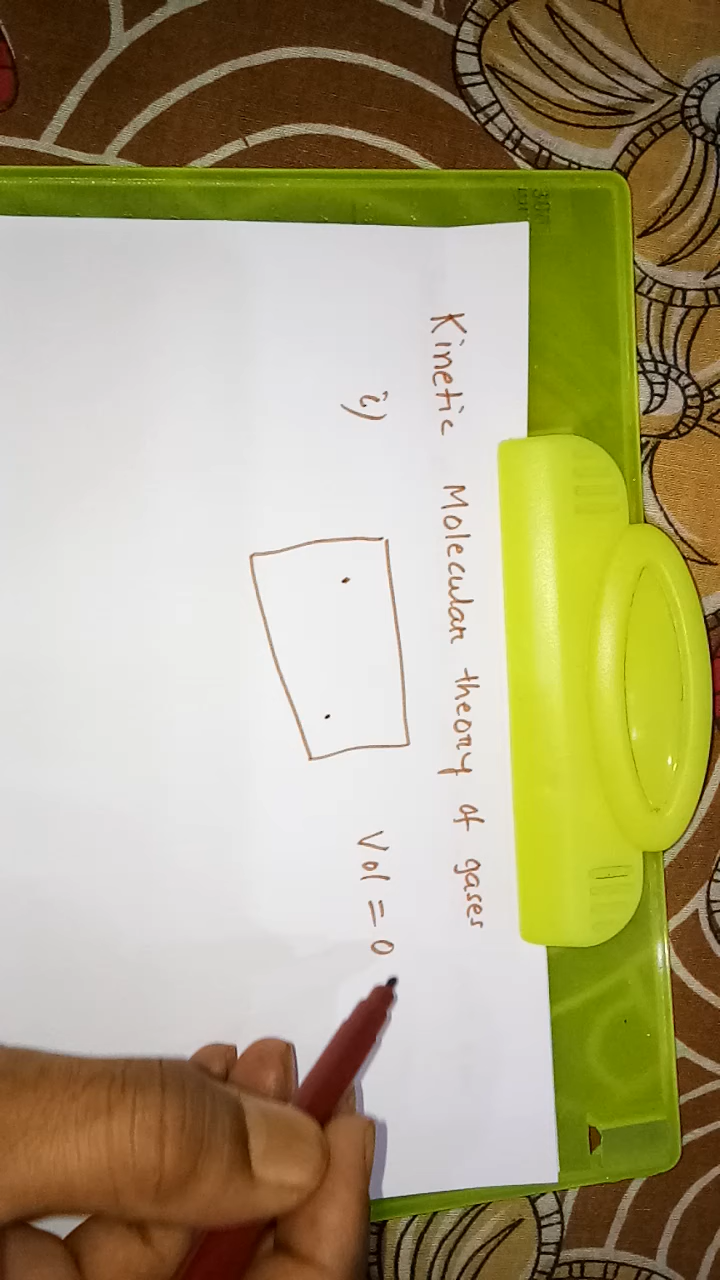 Kinetic Molecular theory of gases
i)
Vol = 0